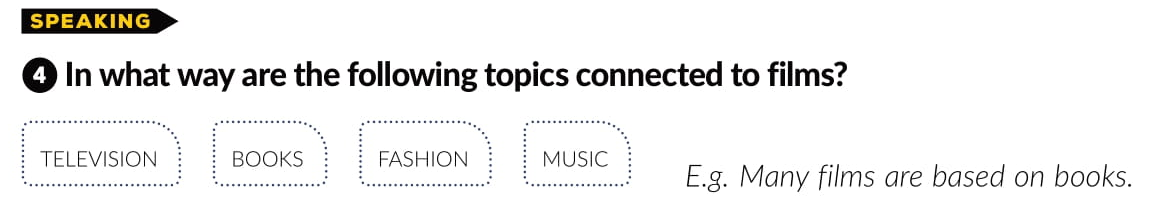 SPEAKING
4 In what way are the following topics connected to films?
TELEVISION BOOKS FASHION MUSIC
E.g. Many films are based on books.